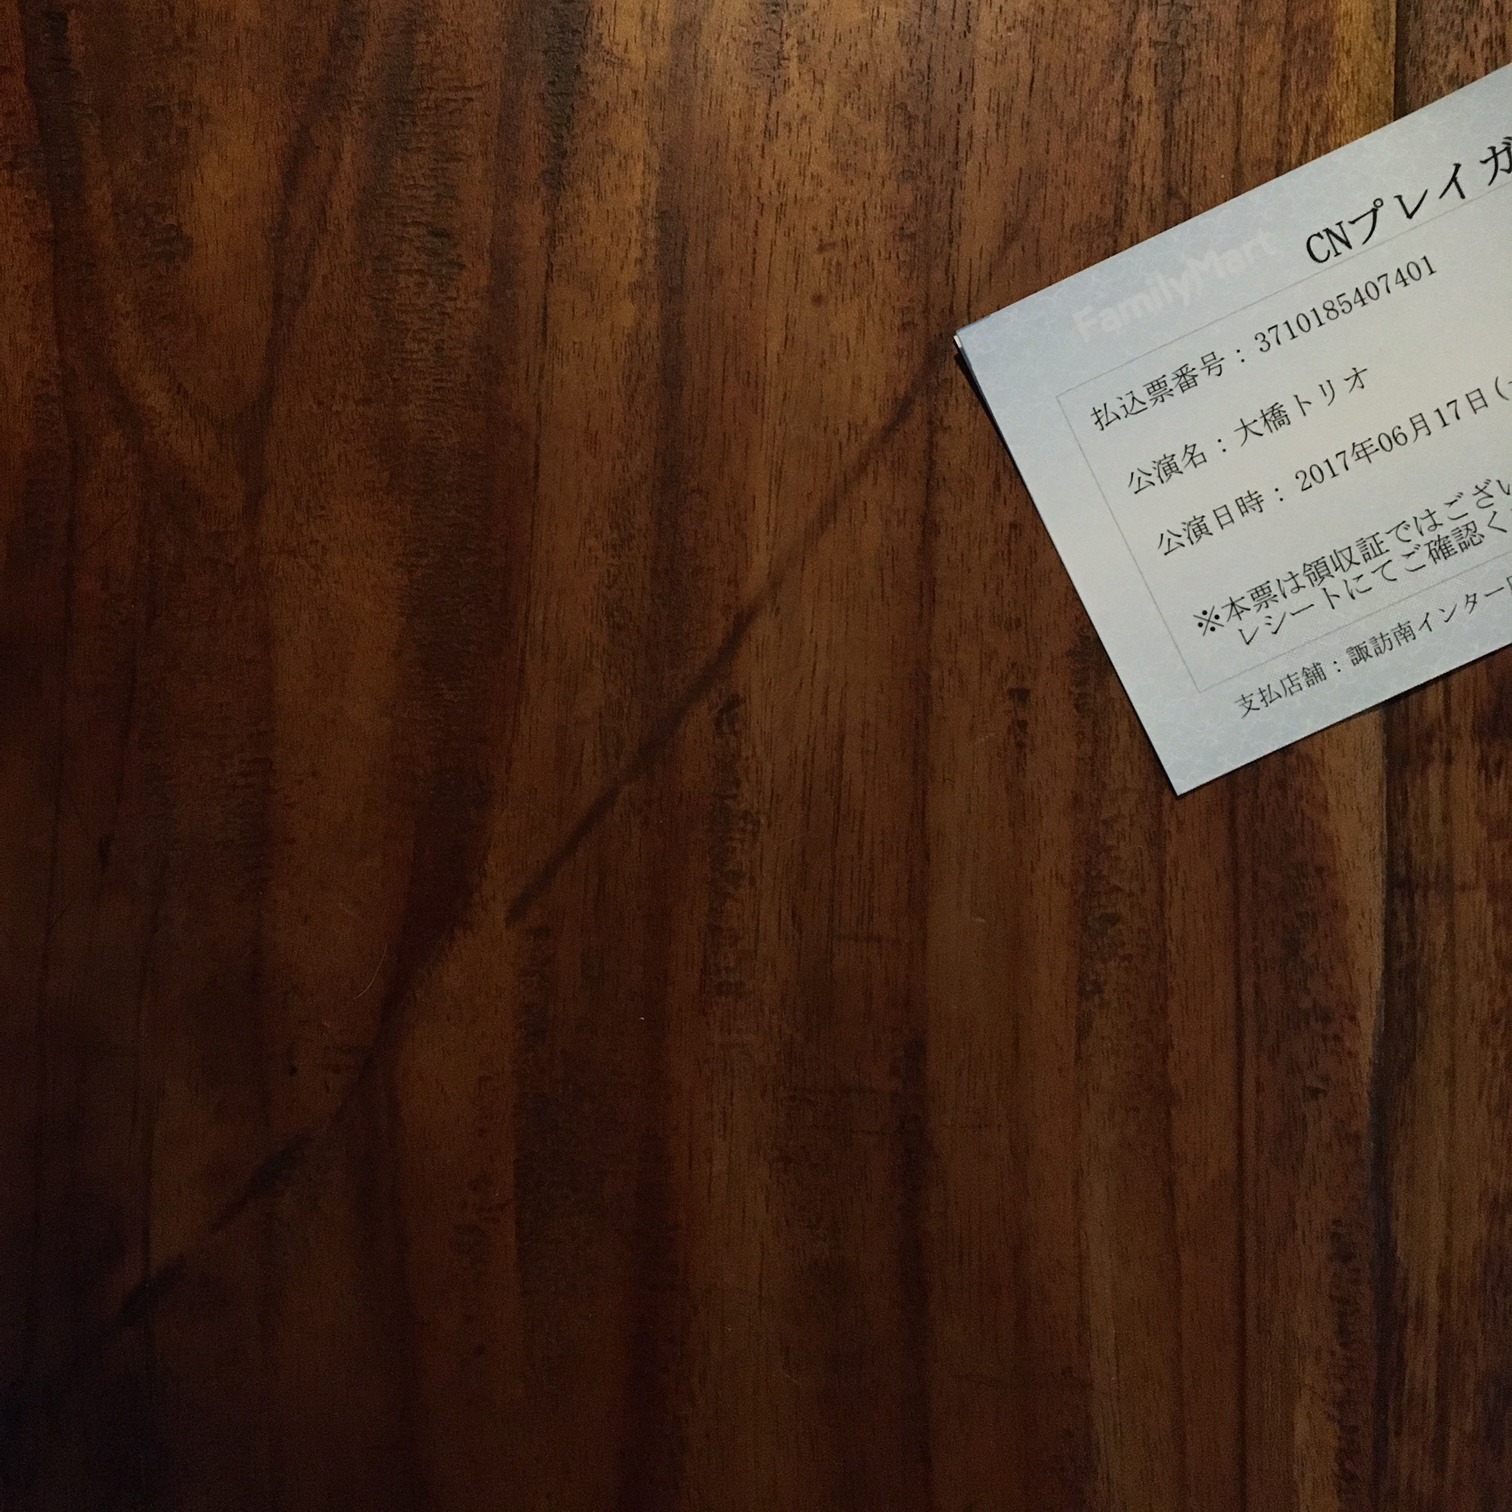 FamilyMart
CNプレイガ
払込票番号：3710185407401
公演名：大橋トリオ
公演日時：2017年06月17日(
※本票は領収証ではござい
レシートにてご確認く
支払店舗：諏訪南インター